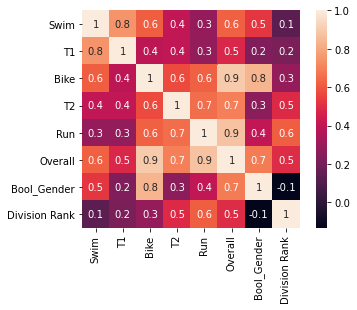 Swim 1 0.8 0.6 0.4 0.3 0.6 0.5 0.1
T1 0.8 1 0.4 0.4 0.3 0.5 0.2 0.2
Bike 0.6 0.4 1 0.6 0.6 0.9 0.8 0.3
T2 0.4 0.4 0.6 1 0.7 0.7 0.3 0.5
Run 0.3 0.3 0.6 0.7 1 0.9 0.4 0.6
Overall 0.6 0.5 0.9 0.7 0.9 1 0.7 0.5
Bool_Gender 0.5 0.2 0.8 0.3 0.4 0.7 1 -0.1
Division Rank 0.1 0.2 0.3 0.5 0.6 0.5 -0.1 1
Swim T1 Bike T2 Run Overall Bool_Gender Division Rank
1.0
0.8
0.6
0.4
0.2
0.0